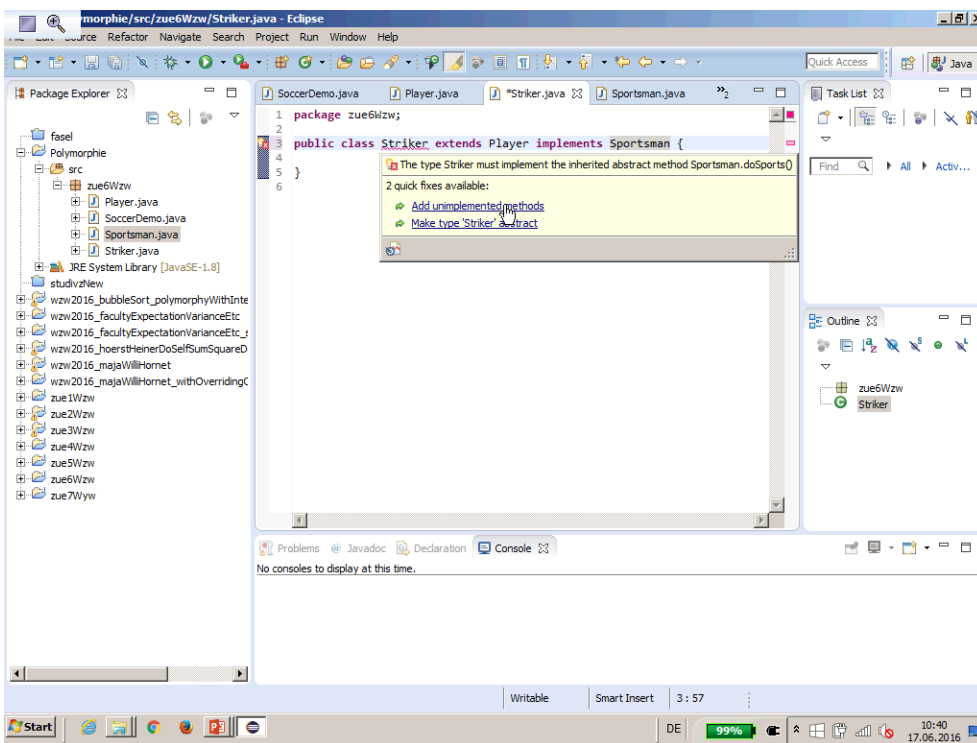 morphie/src/zue6Wzw/Striker.java - Eclipse
Source Refactor Navigate Search Project Run Window Help
Quick Access
Java
Package Explorer
fasel
Polymorphie
src
zue6Wzw
Player.java
SoccerDemo.java
Sportsman.java
Striker.java
JRE System Library [JavaSE-1.8]
studivzNew
wzw2016_bubbleSort_polymorphyWithInte
wzw2016_facultyExpectationVarianceEtc
wzw2016_facultyExpectationVarianceEtc_s
wzw2016_hoerstHeinerDoSelfSumSquareD
wzw2016_majaWilliHornet
wzw2016_majaWilliHornet_withOverridingC
zue1Wzw
zue2Wzw
zue3Wzw
zue4Wzw
zue5Wzw
zue6Wzw
zue7Wyw
SoccerDemo.java Player.java *Striker.java Sportsman.java »2
1 package zue6Wzw;
2
3 public class Striker extends Player implements Sportsman {
4
5 }
6
The type Striker must implement the inherited abstract method Sportsman.doSports()
2 quick fixes available:
Add unimplemented methods
Make type 'Striker' abstract
Task List
Find All Activ...
Outline
zue6Wzw
Striker
Problems @ Javadoc Declaration Console
No consoles to display at this time.
Writable Smart Insert 3 : 57
Start
DE 99% 10:40
17.06.2016